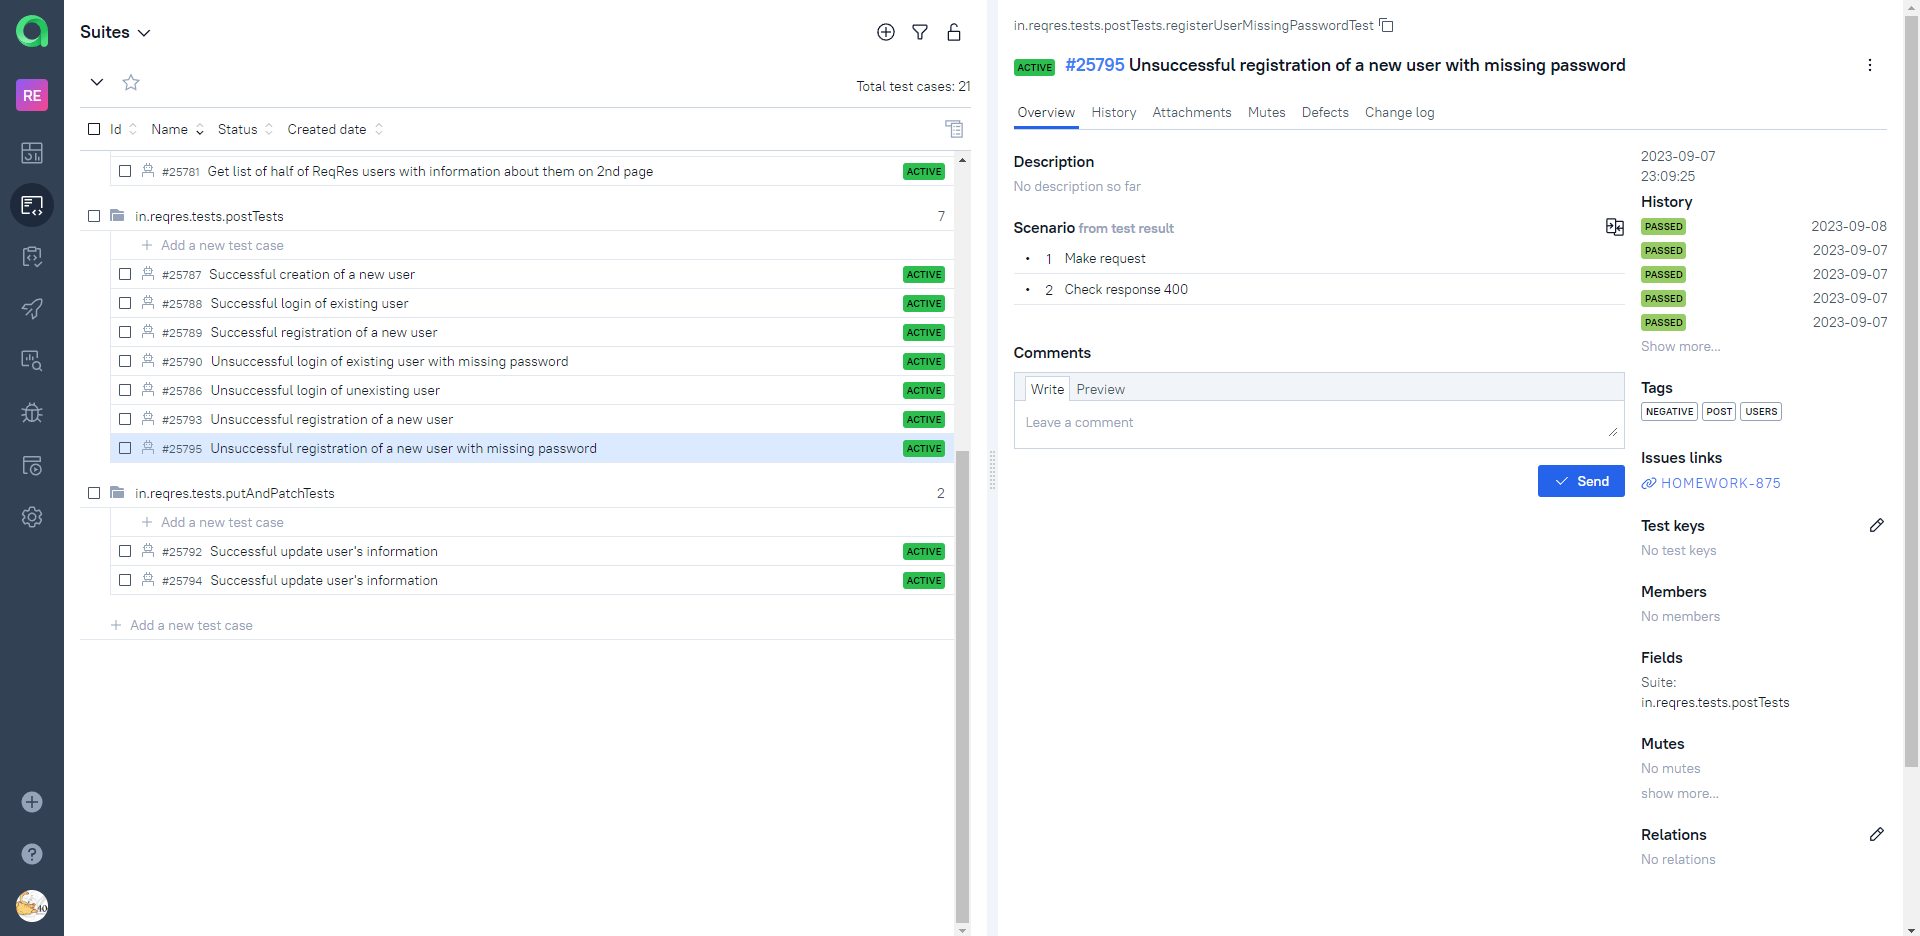 RE
Suites
Total test cases: 21
Id Name Status Created date
#25781 Get list of half of ReqRes users with information about them on 2nd page ACTIVE
in.reqres.tests.postTests 7
Add a new test case
#25787 Successful creation of a new user ACTIVE
#25788 Successful login of existing user ACTIVE
#25789 Successful registration of a new user ACTIVE
#25790 Unsuccessful login of existing user with missing password ACTIVE
#25786 Unsuccessful login of unexisting user ACTIVE
#25793 Unsuccessful registration of a new user ACTIVE
#25795 Unsuccessful registration of a new user with missing password ACTIVE
in.reqres.tests.putAndPatchTests 2
Add a new test case
#25792 Successful update user's information ACTIVE
#25794 Successful update user's information ACTIVE
Add a new test case
in.reqres.tests.postTests.registerUserMissingPasswordTest
ACTIVE #25795 Unsuccessful registration of a new user with missing password
Overview History Attachments Mutes Defects Change log
Description
No description so far
Scenario from test result
1 Make request
2 Check response 400
Comments
Write Preview
Leave a comment
Send
2023-09-07
23:09:25
History
PASSED 2023-09-08
PASSED 2023-09-07
PASSED 2023-09-07
PASSED 2023-09-07
PASSED 2023-09-07
Show more...
Tags
NEGATIVE POST USERS
Issues links
HOMEWORK-875
Test keys
No test keys
Members
No members
Fields
Suite:
in.reqres.tests.postTests
Mutes
No mutes
show more...
Relations
No relations